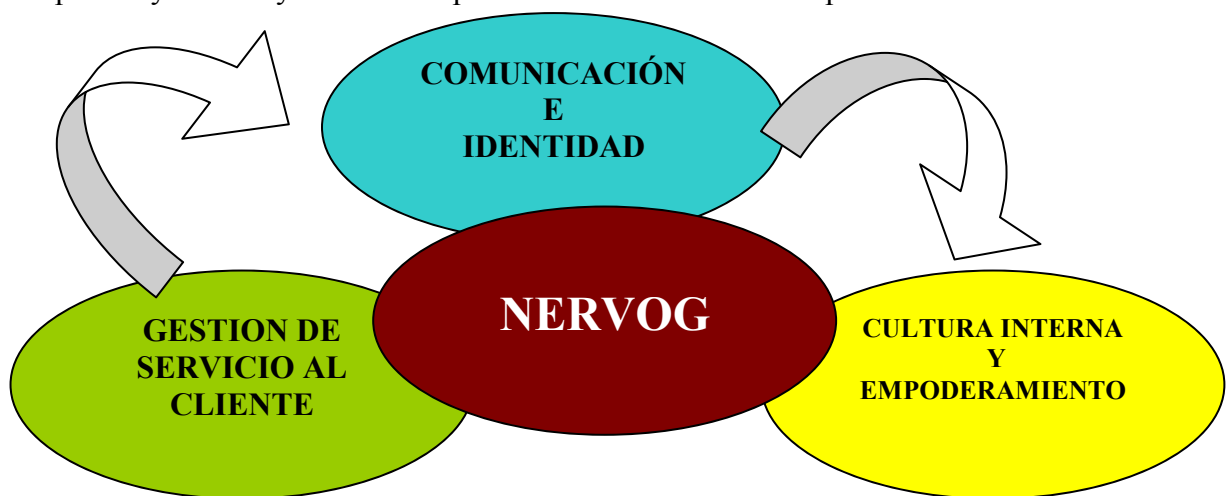 COMUNICACIÓN
E
IDENTIDAD
NERVOG
GESTION DE
SERVICIO AL
CLIENTE
CULTURA INTERNA
Y
EMPODERAMIENTO